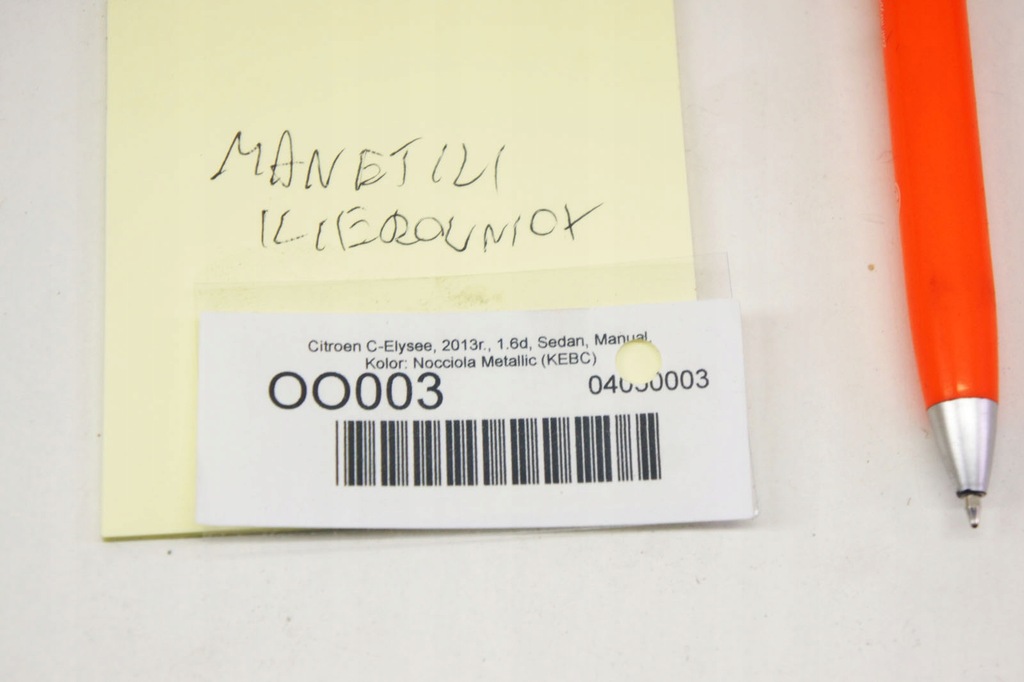 MANETKI
KIEROWNICY
Citroen C-Elysee, 2013r., 1.6d, Sedan, Manual,
Kolor: Nocciola Metallic (KEBC)
OO003